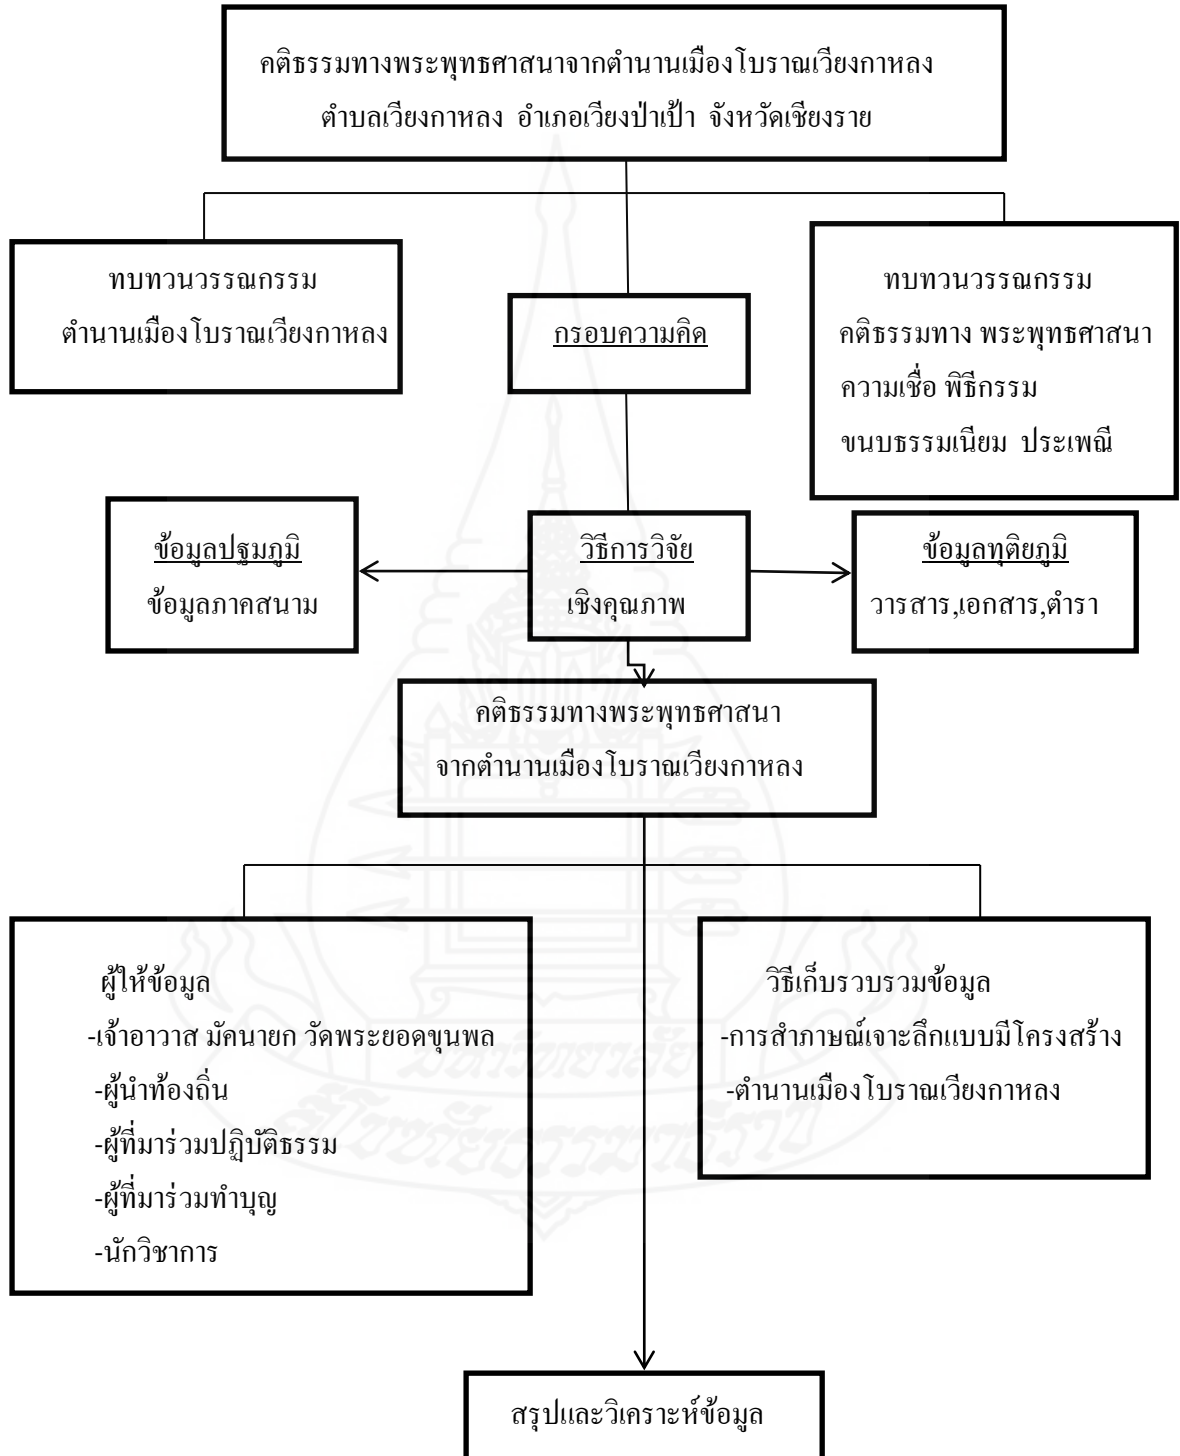 คติธรรมทางพระพุทธศาสนาจากตำนานเมืองโบราณเวียงกาหลง
ตำบลเวียงกาหลง อำเภอเวียงป่าเป้า จังหวัดเชียงราย
ทบทวนวรรณกรรม
ตำนานเมืองโบราณเวียงกาหลง
กรอบความคิด
ทบทวนวรรณกรรม
คติธรรมทาง พระพุทธศาสนา
ความเชื่อ พิธีกรรม
ขนบธรรมเนียม ประเพณี
ข้อมูลปฐมภูมิ
ข้อมูลภาคสนาม
วิธีการวิจัย
เชิงคุณภาพ
ข้อมูลทุติยภูมิ
วารสาร,เอกสาร,ตำรา
คติธรรมทางพระพุทธศาสนา
จากตำนานเมืองโบราณเวียงกาหลง
ผู้ให้ข้อมูล
-เจ้าอาวาส มัคนายก วัดพระยอดขุนพล
-ผู้นำท้องถิ่น
-ผู้ที่มาร่วมปฏิบัติธรรม
-ผู้ที่มาร่วมทำบุญ
-นักวิชาการ
วิธีเก็บรวบรวมข้อมูล
-การสำภาษณ์เจาะลึกแบบมีโครงสร้าง
-ตำนานเมืองโบราณเวียงกาหลง
มหาวิทยาลัย
สุโขทัยธรรมาธิราช
สรุปและวิเคราะห์ข้อมูล